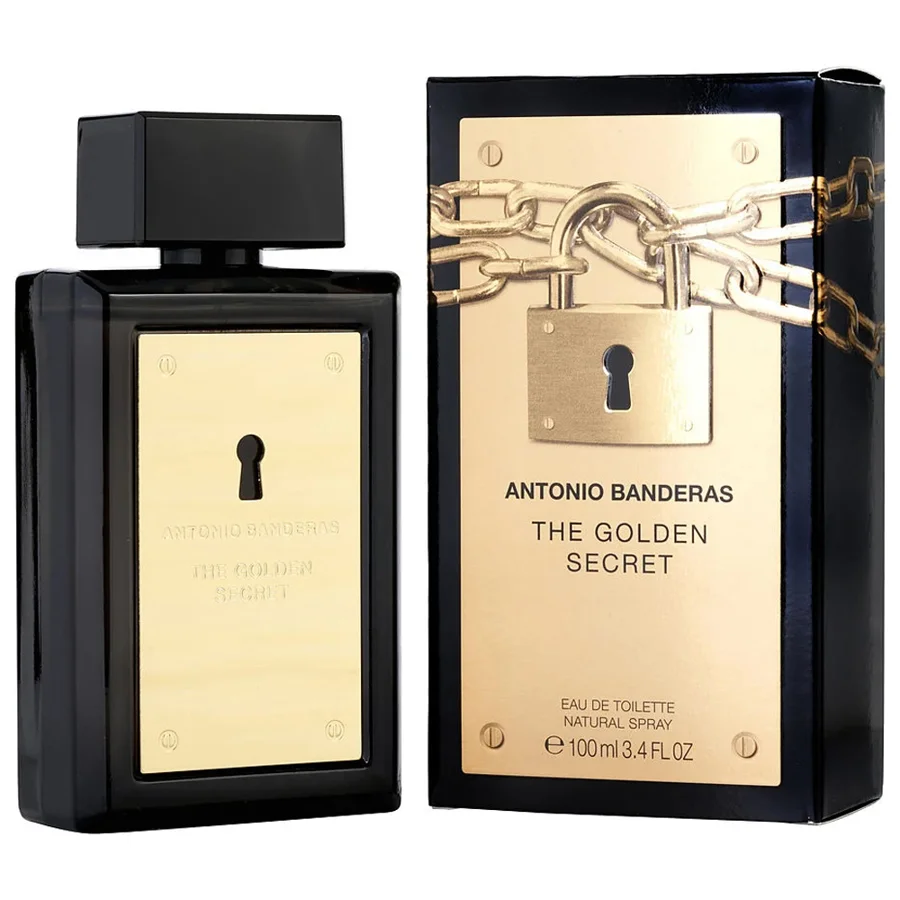 ANTONIO BANDERAS
THE GOLDEN
SECRET
ANTONIO BANDERAS
THE GOLDEN
SECRET
EAU DE TOILETTE
NATURAL SPRAY
℮ 100 ml 3.4 FL OZ